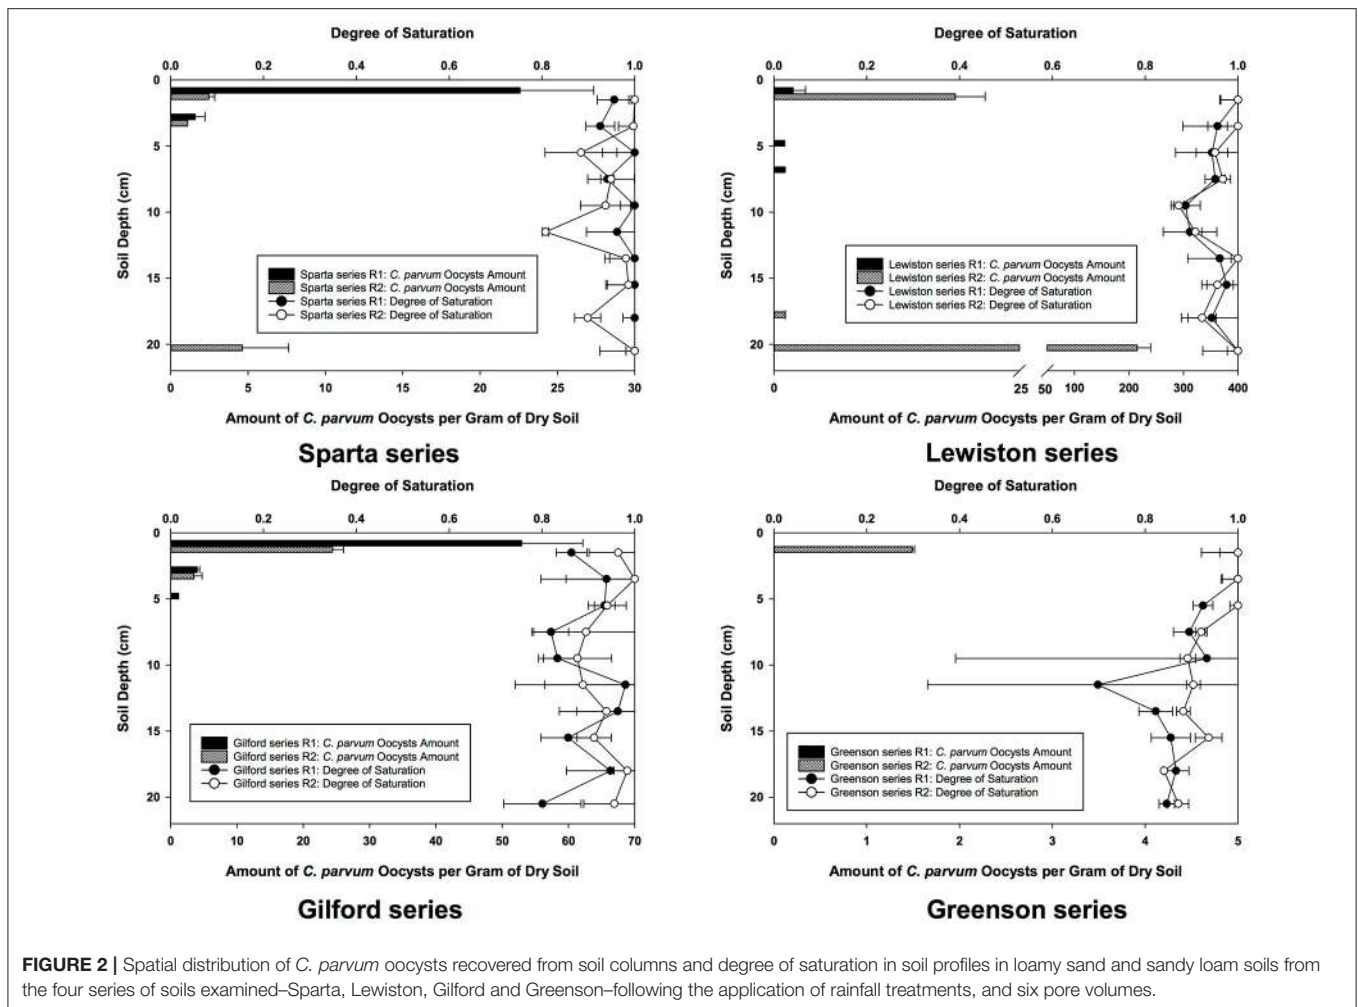 Degree of Saturation
0.0 0.2 0.4 0.6 0.8 1.0
0
5
10
15
20
Soil Depth (cm)
Sparta series R1: C. parvum Oocysts Amount
Sparta series R2: C. parvum Oocysts Amount
Sparta series R1: Degree of Saturation
Sparta series R2: Degree of Saturation
0 5 10 15 20 25 30
Amount of C. parvum Oocysts per Gram of Dry Soil
Sparta series
Degree of Saturation
0.0 0.2 0.4 0.6 0.8 1.0
0
5
10
15
20
Soil Depth (cm)
Lewiston series R1: C. parvum Oocysts Amount
Lewiston series R2: C. parvum Oocysts Amount
Lewiston series R1: Degree of Saturation
Lewiston series R2: Degree of Saturation
0 25 50 100 200 300 400
Amount of C. parvum Oocysts per Gram of Dry Soil
Lewiston series
Degree of Saturation
0.0 0.2 0.4 0.6 0.8 1.0
0
5
10
15
20
Soil Depth (cm)
Gilford series R1: C. parvum Oocysts Amount
Gilford series R2: C. parvum Oocysts Amount
Gilford series R1: Degree of Saturation
Gilford series R2: Degree of Saturation
0 10 20 30 40 50 60 70
Amount of C. parvum Oocysts per Gram of Dry Soil
Gilford series
Degree of Saturation
0.0 0.2 0.4 0.6 0.8 1.0
0
5
10
15
20
Soil Depth (cm)
Greenson series R1: C. parvum Oocysts Amount
Greenson series R2: C. parvum Oocysts Amount
Greenson series R1: Degree of Saturation
Greenson series R2: Degree of Saturation
0 1 2 3 4 5
Amount of C. parvum Oocysts per Gram of Dry Soil
Greenson series
FIGURE 2 | Spatial distribution of C. parvum oocysts recovered from soil columns and degree of saturation in soil profiles in loamy sand and sandy loam soils from
the four series of soils examined–Sparta, Lewiston, Gilford and Greenson–following the application of rainfall treatments, and six pore volumes.